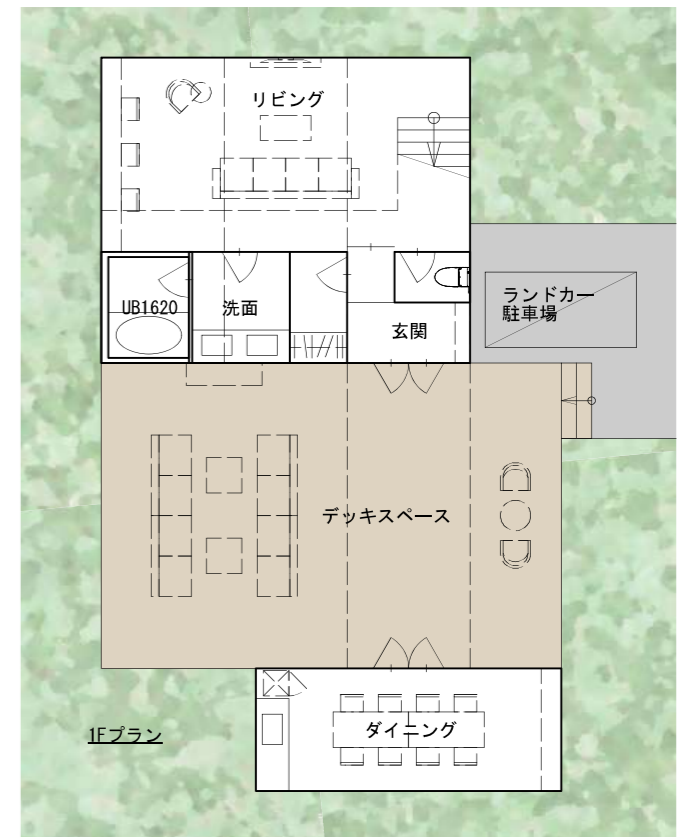 リビング
UB1620
洗面
玄関
ランドカー
駐車場
デッキスペース
ダイニング
1Fプラン